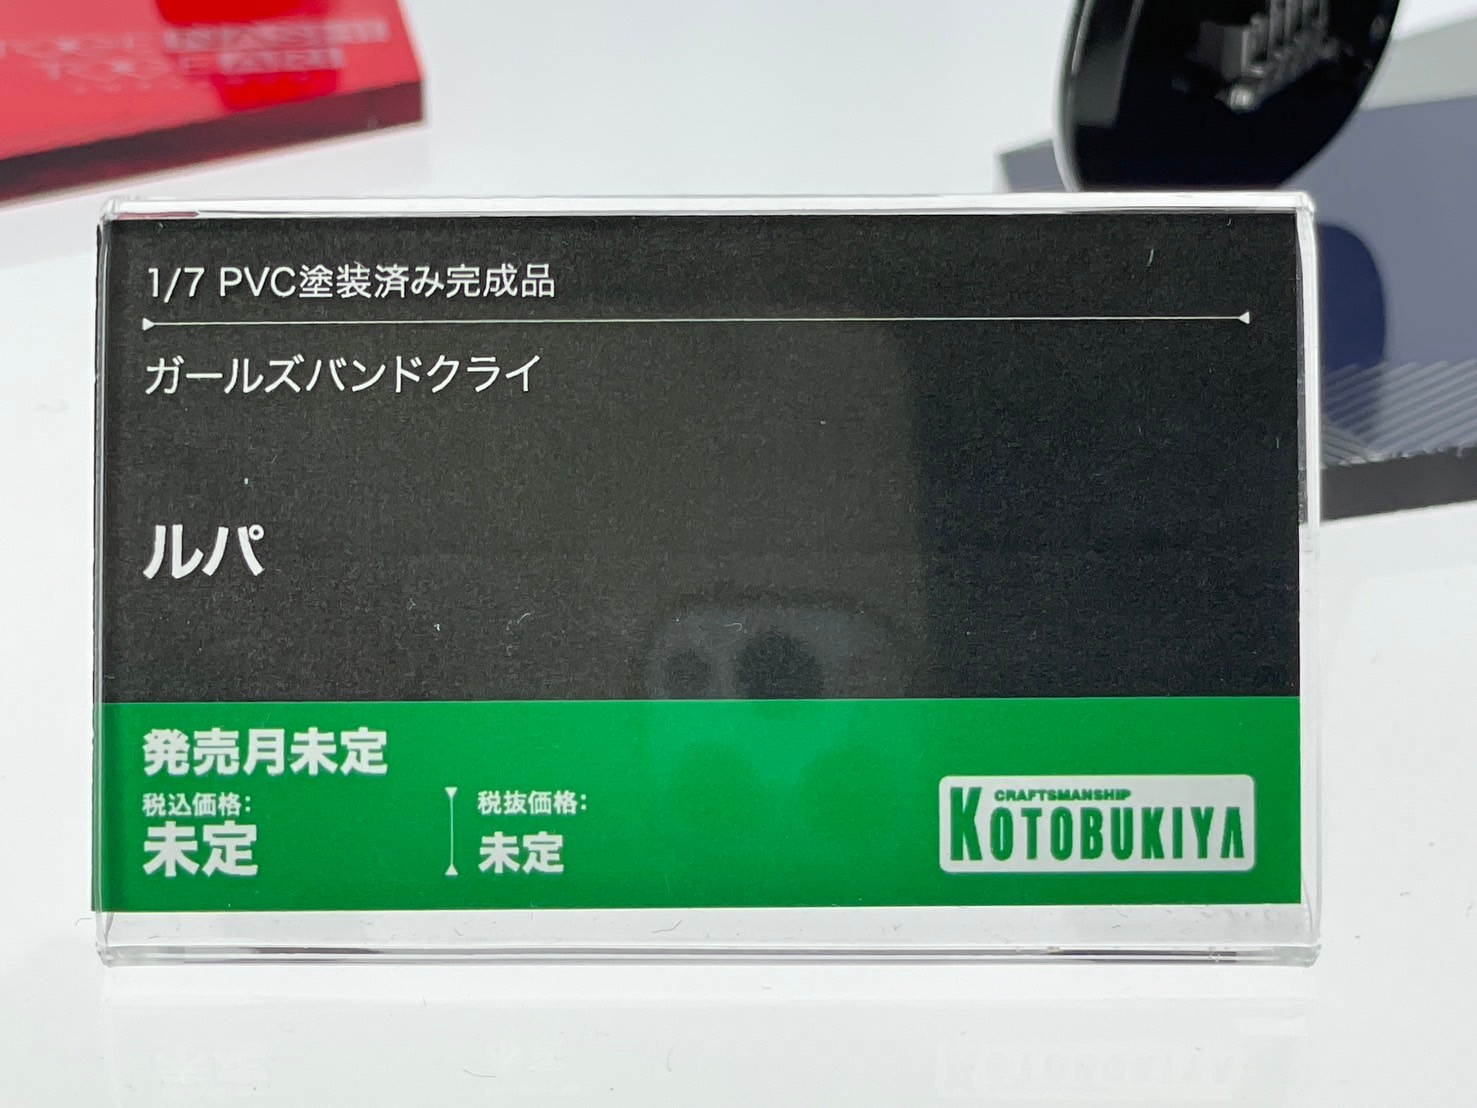 1/7 PVC塗装済み完成品
ガールズバンドクライ
ルパ
発売月未定
税込価格:
未定
税抜価格:
未定
CRAFTSMANSHIP
KOTOBUKIYA